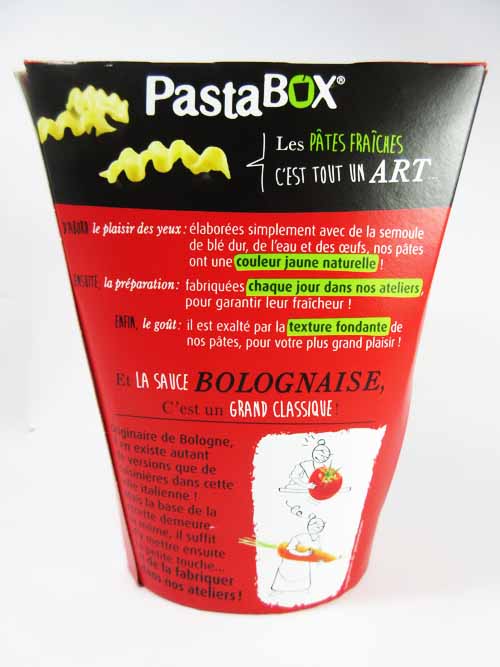 PastaBOX®
Les PÂTES FRAÎCHES
C'EST TOUT UN ART...
D'ABORD, le plaisir des yeux : élaborées simplement avec de la semoule
de blé dur, de l'eau et des œufs, nos pâtes
ont une couleur jaune naturelle !
ENSUITE, la préparation : fabriquées chaque jour dans nos ateliers,
pour garantir leur fraîcheur !
ENFIN, le goût : il est exalté par la texture fondante de
nos pâtes, pour votre plus grand plaisir !
Et LA SAUCE BOLOGNAISE,
C'est un GRAND CLASSIQUE !
originaire de Bologne,
en existe autant
versions que de
cuisinières dans cette
italienne !
la base de la
demeure
même, il suffit
mettre ensuite
petite touche...
de la fabriquer
dans nos ateliers !